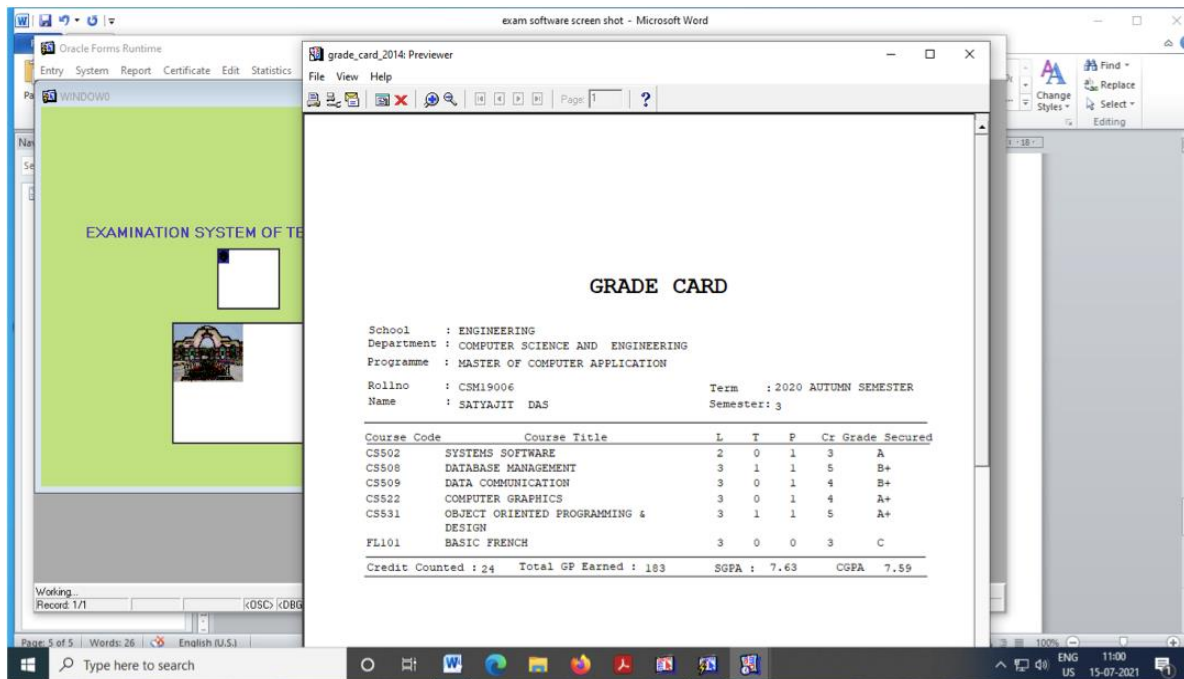 exam software screen shot - Microsoft Word
Oracle Forms Runtime
Entry System Report Certificate Edit Statistics
WINDOW0
EXAMINATION SYSTEM OF TE
grade_card_2014: Previewer
File View Help
Page: 1
GRADE CARD
School : ENGINEERING
Department : COMPUTER SCIENCE AND ENGINEERING
Programme : MASTER OF COMPUTER APPLICATION
Rollno : CSM19006 Term : 2020 AUTUMN SEMESTER
Name : SATYAJIT DAS Semester: 3
Course Code Course Title L T P Cr Grade Secured
CS502 SYSTEMS SOFTWARE 2 0 1 3 A
CS508 DATABASE MANAGEMENT 3 1 1 5 B+
CS509 DATA COMMUNICATION 3 0 1 4 B+
CS522 COMPUTER GRAPHICS 3 0 1 4 A+
CS531 OBJECT ORIENTED PROGRAMMING & 3 1 1 5 A+
DESIGN
FL101 BASIC FRENCH 3 0 0 3 C
Credit Counted : 24 Total GP Earned : 183 SGPA : 7.63 CGPA 7.59
Find
Replace
Select
Change
Styles
Editing
Working...
Record: 1/1 <OSC> <DBG
Page: 5 of 5 Words: 26 English (U.S.) 100%
Type here to search
ENG 11:00
US 15-07-2021